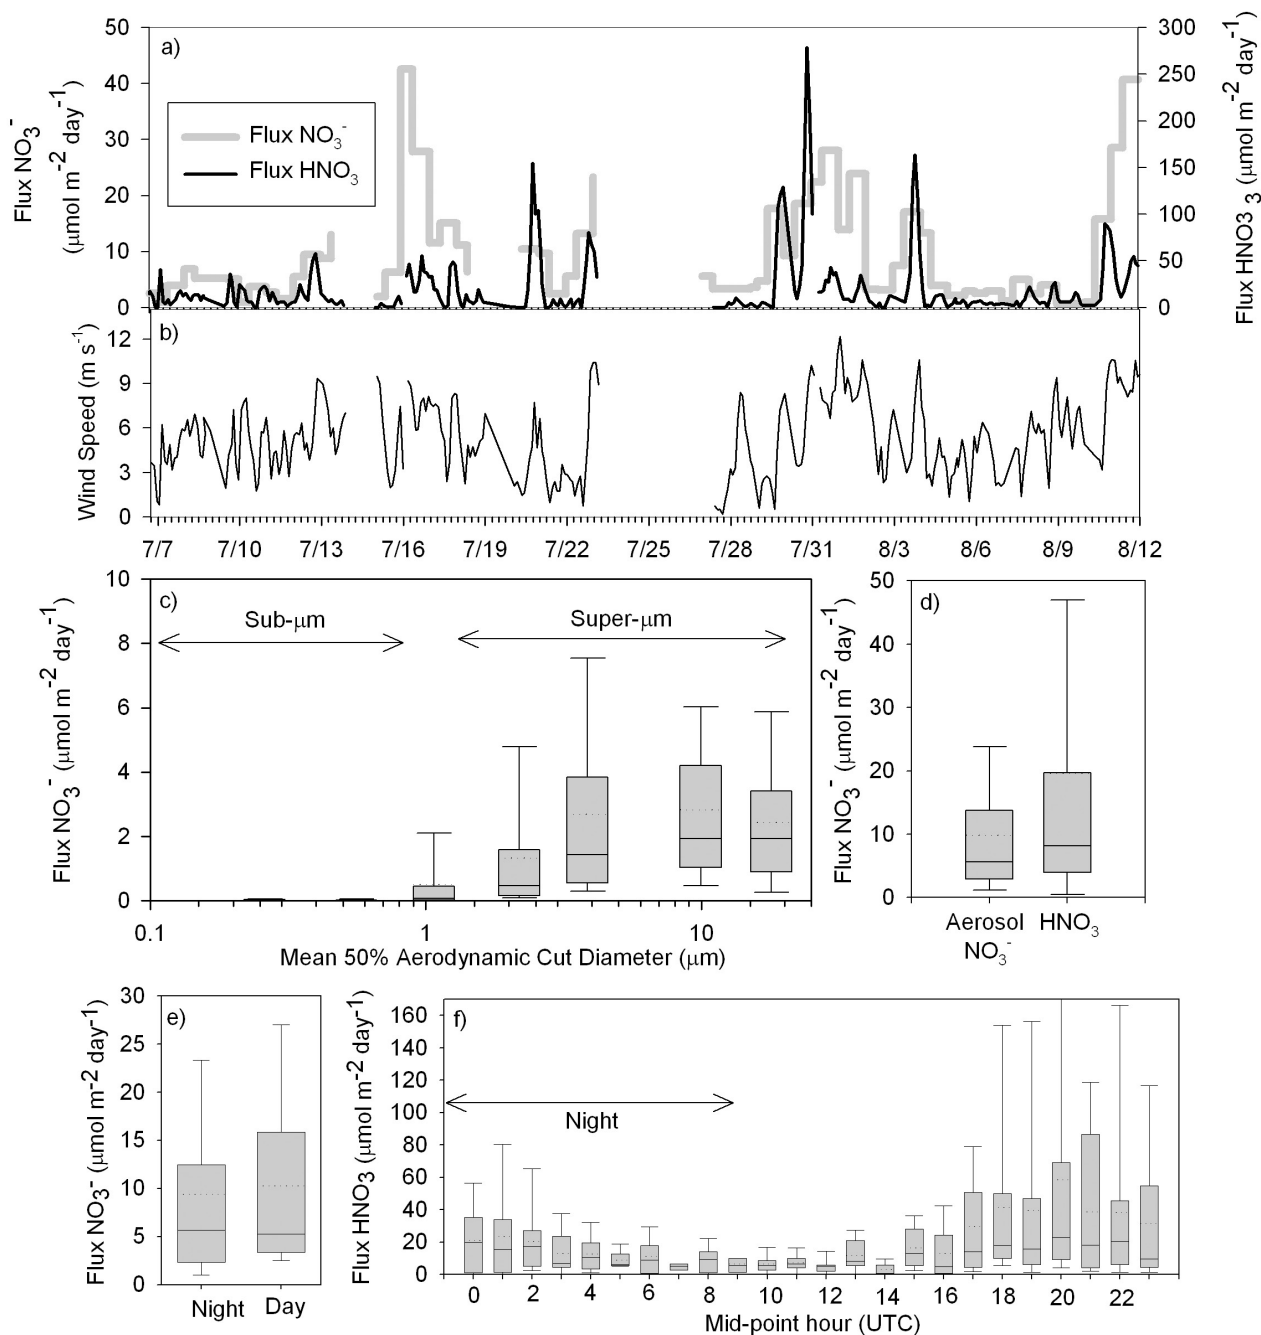 a)
Flux NO3⁻
(μmol m⁻² day⁻¹)
50
40
30
20
10
0
Flux NO3⁻
Flux HNO3
300
250
200
150
100
50
0
Flux HNO3 3 (μmol m⁻² day⁻¹)
b)
Wind Speed (m s⁻¹)
12
9
6
3
0
7/7 7/10 7/13 7/16 7/19 7/22 7/25 7/28 7/31 8/3 8/6 8/9 8/12
c)
Flux NO3⁻ (μmol m⁻² day⁻¹)
10
8
6
4
2
0
Sub-μm
Super-μm
0.1 1 10
Mean 50% Aerodynamic Cut Diameter (μm)
d)
Flux NO3⁻ (μmol m⁻² day⁻¹)
50
40
30
20
10
0
Aerosol HNO3
NO3⁻
e)
Flux NO3⁻ (μmol m⁻² day⁻¹)
30
25
20
15
10
5
0
Night Day
f)
Flux HNO3 (μmol m⁻² day⁻¹)
160
140
120
100
80
60
40
20
0
Night
0 2 4 6 8 10 12 14 16 18 20 22
Mid-point hour (UTC)